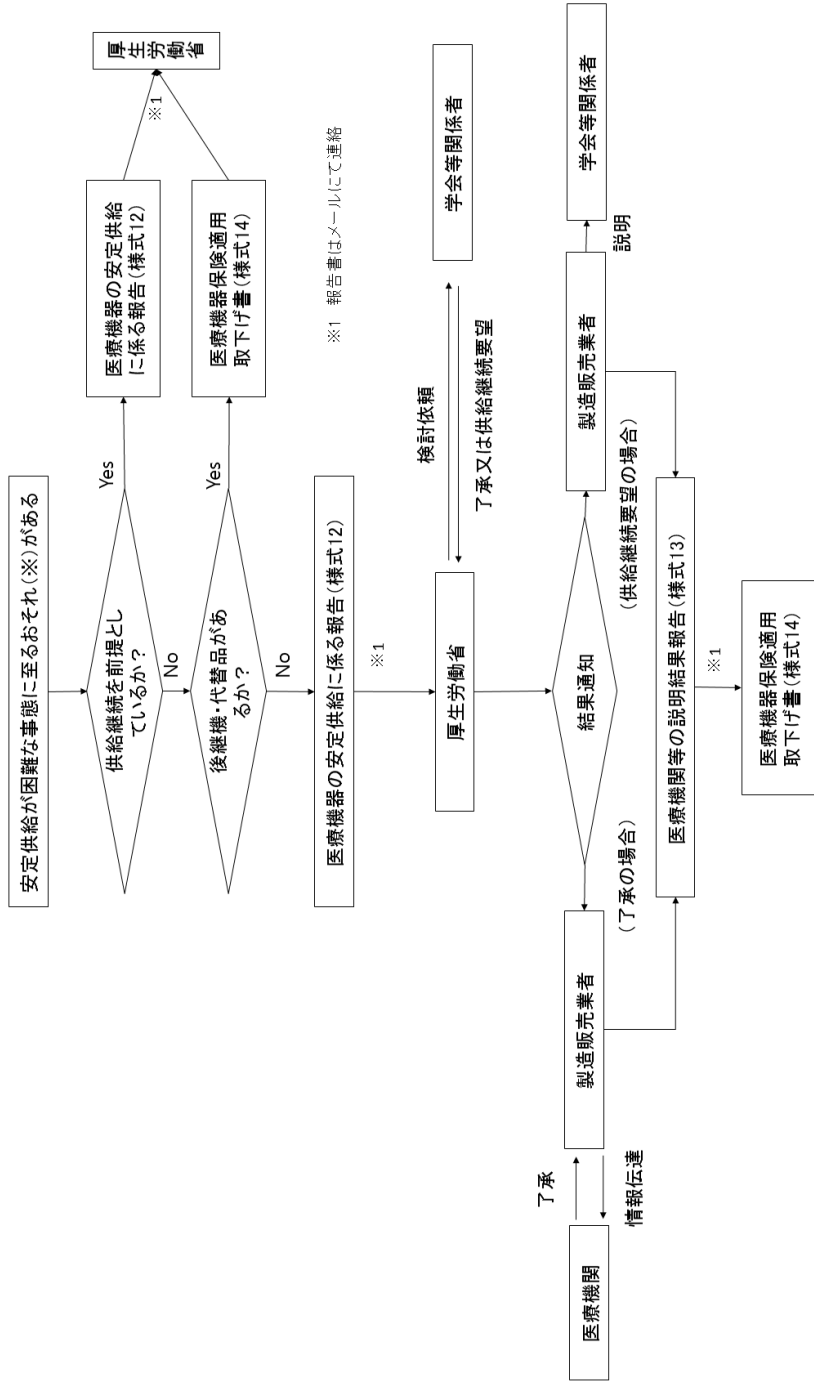 安定供給が困難な事態に至るおそれ(※)がある
供給継続を前提とし
ているか？
Yes
医療機器の安定供給
に係る報告(様式12)
厚生労働省
※1
No
後継機・代替品があ
るか？
Yes
医療機器保険適用
取下げ書(様式14)
No
医療機器の安定供給に係る報告(様式12)
※1 報告書はメールにて連絡
※1
厚生労働省
検討依頼
了承又は供給継続要望
学会等関係者
結果通知
医療機関
了承
情報伝達
製造販売業者
(了承の場合)
製造販売業者
(供給継続要望の場合)
説明
学会等関係者
医療機関等の説明結果報告(様式13)
※1
医療機器保険適用
取下げ書(様式14)